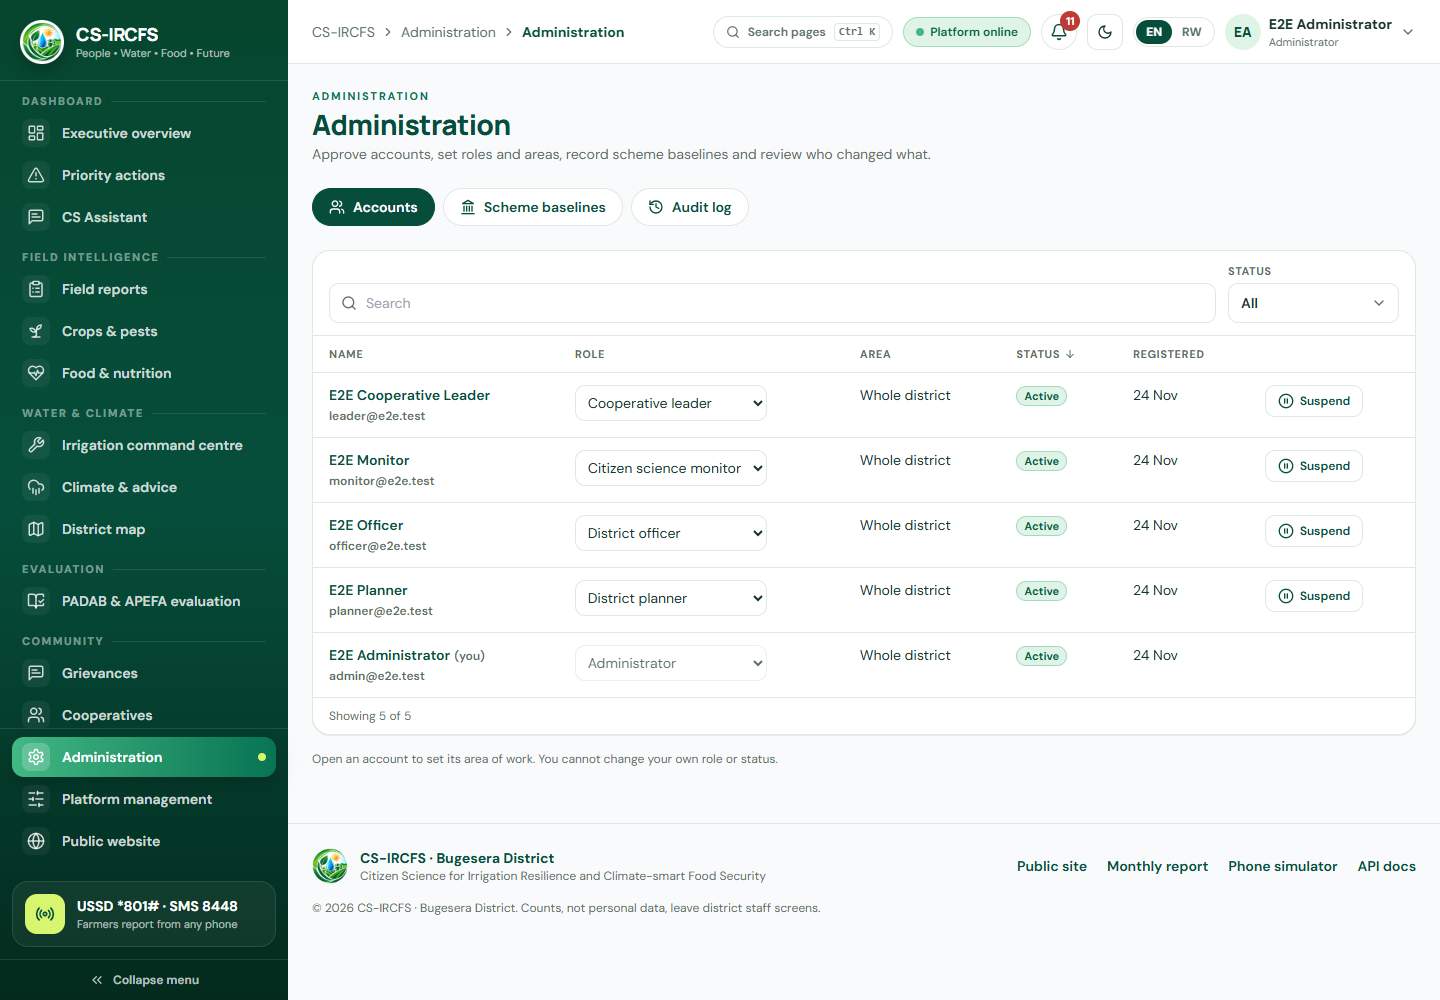 CS-IRCFS
People • Water • Food • Future
DASHBOARD
Executive overview
Priority actions
CS Assistant
FIELD INTELLIGENCE
Field reports
Crops & pests
Food & nutrition
WATER & CLIMATE
Irrigation command centre
Climate & advice
District map
EVALUATION
PADAB & APEFA evaluation
COMMUNITY
Grievances
Cooperatives
Administration
Platform management
Public website
USSD *801# · SMS 8448
Farmers report from any phone
Collapse menu
CS-IRCFS > Administration > Administration
Search pages Ctrl K
Platform online
11
EN RW
EA
E2E Administrator
Administrator
ADMINISTRATION
Administration
Approve accounts, set roles and areas, record scheme baselines and review who changed what.
Accounts Scheme baselines Audit log
STATUS
Search All
NAME ROLE AREA STATUS ↓ REGISTERED
E2E Cooperative Leader Cooperative leader Whole district Active 24 Nov Suspend
leader@e2e.test
E2E Monitor Citizen science monitor Whole district Active 24 Nov Suspend
monitor@e2e.test
E2E Officer District officer Whole district Active 24 Nov Suspend
officer@e2e.test
E2E Planner District planner Whole district Active 24 Nov Suspend
planner@e2e.test
E2E Administrator (you) Administrator Whole district Active 24 Nov
admin@e2e.test
Showing 5 of 5
Open an account to set its area of work. You cannot change your own role or status.
CS-IRCFS · Bugesera District
Citizen Science for Irrigation Resilience and Climate-smart Food Security
Public site Monthly report Phone simulator API docs
© 2026 CS-IRCFS · Bugesera District. Counts, not personal data, leave district staff screens.